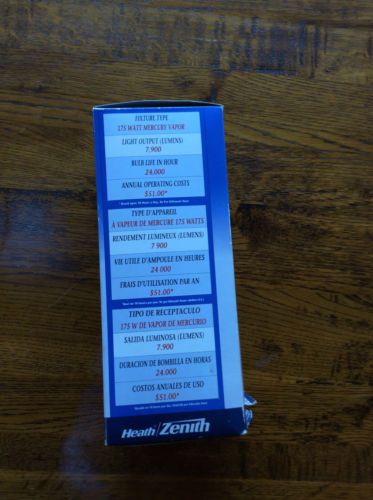 FIXTURE TYPE
175 WATT MERCURY VAPOR
LIGHT OUTPUT (LUMENS)
7,900
BULB LIFE IN HOUR
24,000
ANNUAL OPERATING COSTS
$51.00*
TYPE D'APPAREIL
À VAPEUR DE MERCURE 175 WATTS
RENDEMENT LUMINEUX (LUMENS)
7 900
VIE UTILE D'AMPOULE EN HEURES
24 000
FRAIS D'UTILISATION PAR AN
$51.00*
TIPO DE RECEPTACULO
175 W DE VAPOR DE MERCURIO
SALIDA LUMINOSA (LUMENS)
7,900
DURACION DE BOMBILLA EN HORAS
24,000
COSTOS ANUALES DE USO
$51.00*
Heath/Zenith